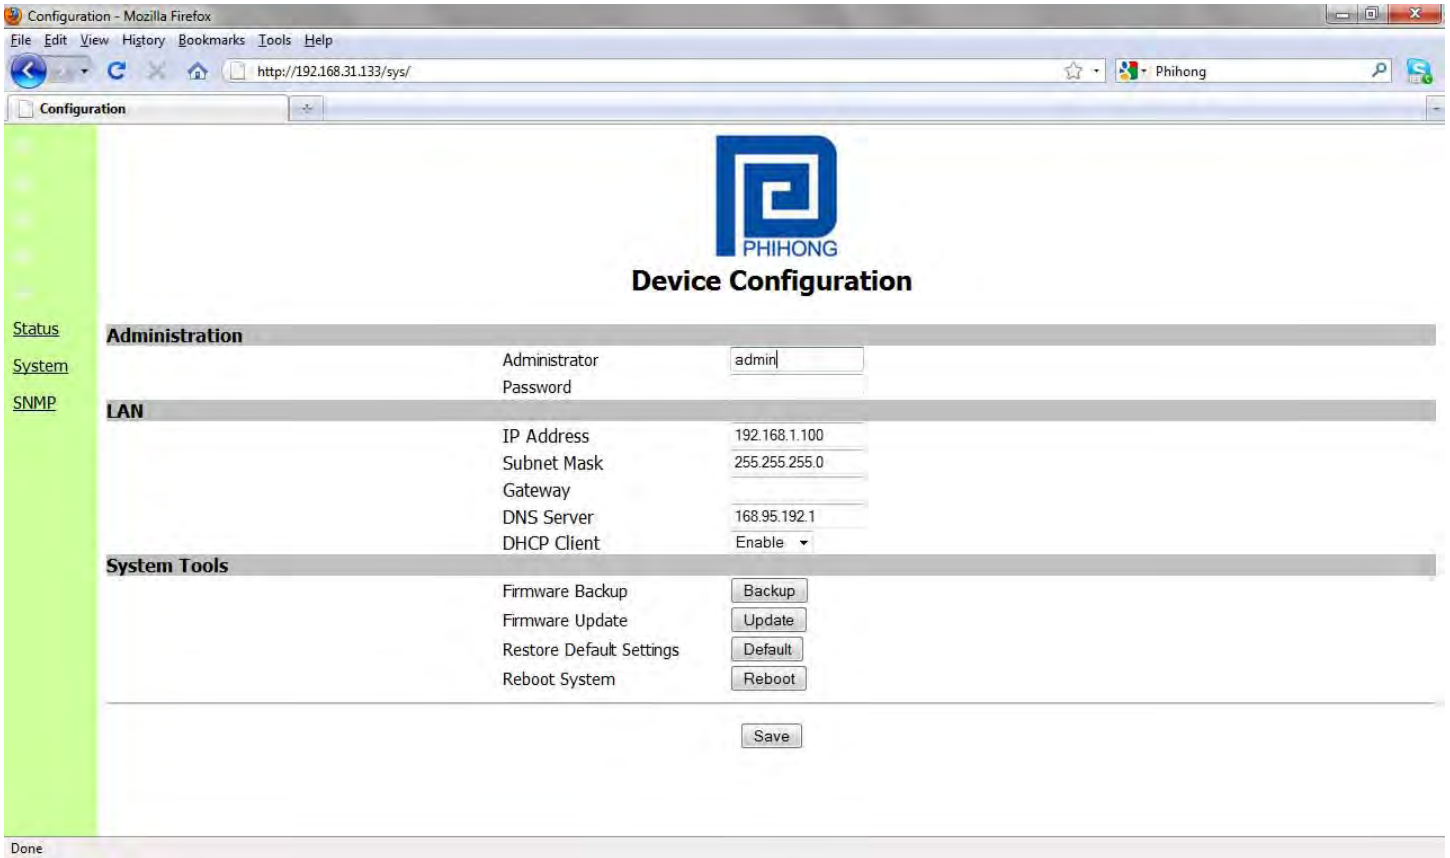 Configuration - Mozilla Firefox
File Edit View History Bookmarks Tools Help
http://192.168.31.133/sys/ Phihong
Configuration
PHIHONG
Device Configuration
Status
System
SNMP
Administration
Administrator admin
Password
LAN
IP Address 192.168.1.100
Subnet Mask 255.255.255.0
Gateway
DNS Server 168.95.192.1
DHCP Client Enable
System Tools
Firmware Backup Backup
Firmware Update Update
Restore Default Settings Default
Reboot System Reboot
Save
Done